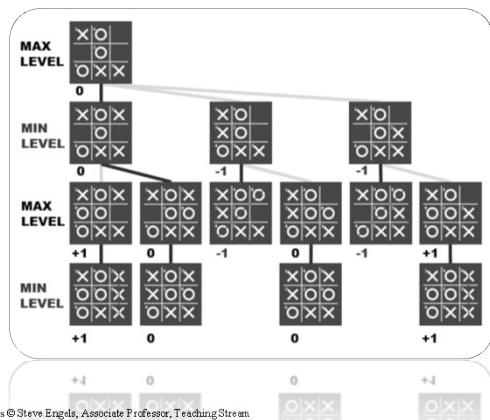 MAX
LEVEL
0
MIN
LEVEL
0 -1 -1
MAX
LEVEL
+1 0 -1 0 -1 +1
MIN
LEVEL
+1 0 0 +1
s © Steve Engels, Associate Professor, Teaching Stream